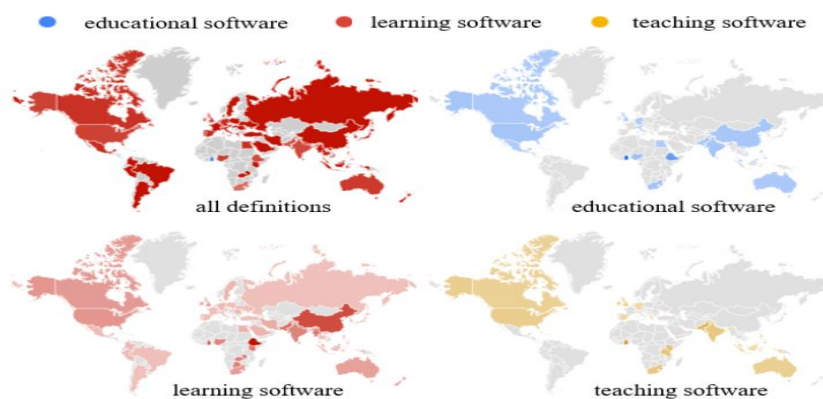 educational software learning software teaching software
all definitions educational software
learning software teaching software